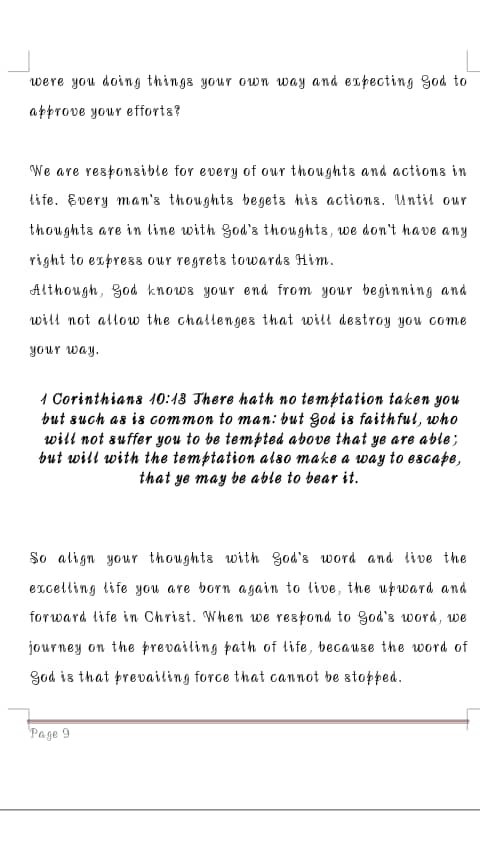 were you doing things your own way and expecting God to
approve your efforts?
We are responsible for every of our thoughts and actions in
life. Every man's thoughts begets his actions. Until our
thoughts are in line with God's thoughts, we don't have any
right to express our regrets towards Him.
Although, God knows your end from your beginning and
will not allow the challenges that will destroy you come
your way.
1 Corinthians 10:13 There hath no temptation taken you
but such as is common to man: but God is faithful, who
will not suffer you to be tempted above that ye are able;
but will with the temptation also make a way to escape,
that ye may be able to bear it.
So align your thoughts with God's word and live the
excelling life you are born again to live, the upward and
forward life in Christ. When we respond to God's word, we
journey on the prevailing path of life, because the word of
God is that prevailing force that cannot be stopped.
Page 9